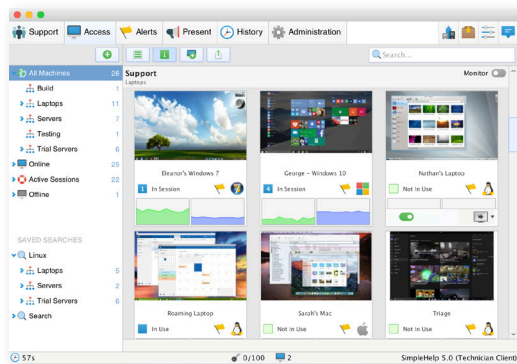 Support Access Alerts Present History Administration
Search...
All Machines 26
Build 1
Laptops 11
Servers 7
Testing 1
Trial Servers 6
Online 25
Active Sessions 22
Offline 1
SAVED SEARCHES
Linux
Laptops 5
Servers 2
Trial Servers 6
Search
Support
Laptops
Monitor
Eleanor's Windows 7
1 In Session
George - Windows 10
4 In Session
Nathan's Laptop
Not In Use
Roaming Laptop
In Use
Sarah's Mac
Not In Use
Triage
Not In Use
57s
0/100
2
SimpleHelp 5.0 (Technician Client)